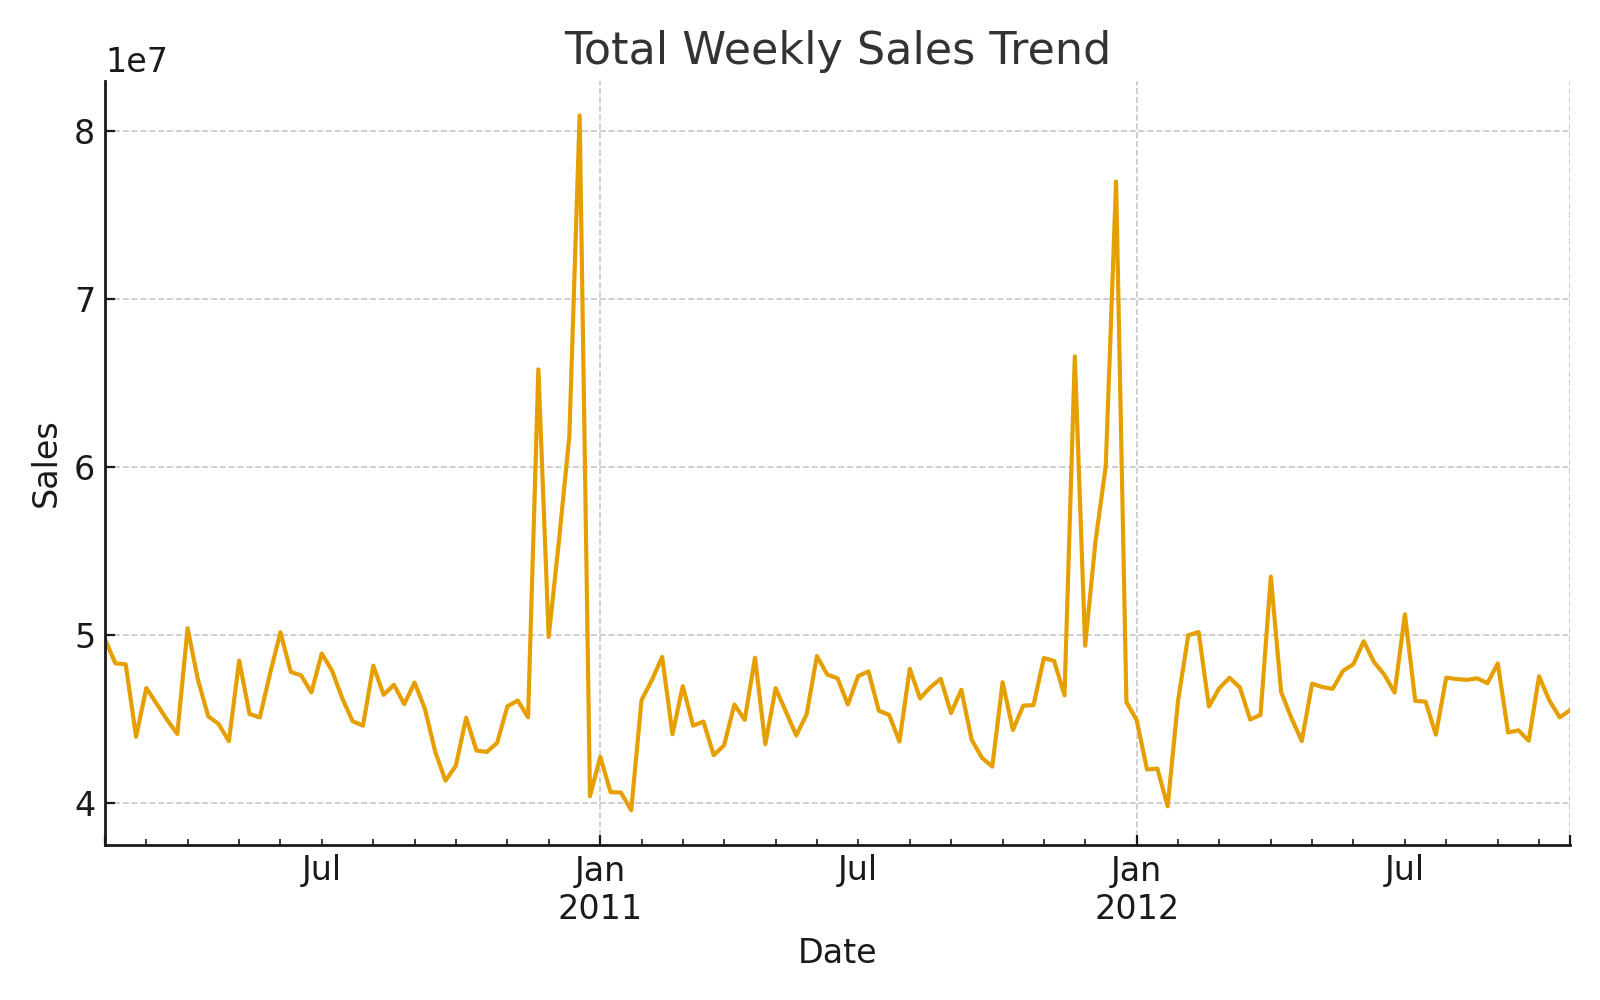 Total Weekly Sales Trend
1e7
8
7
6
5
4
Sales
Jul Jan Jul Jan Jul
2011 2012
Date